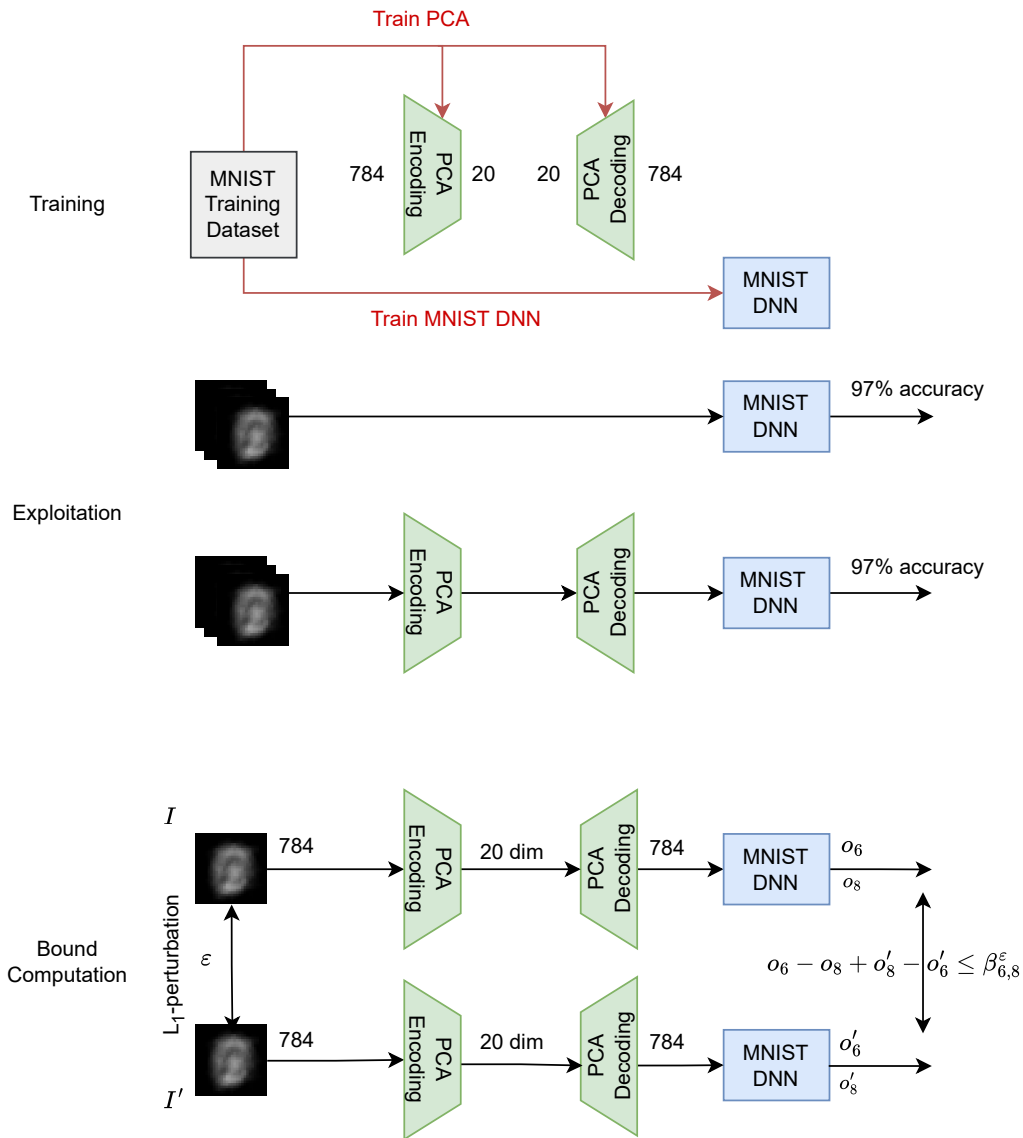 Train PCA
PCA
Encoding
PCA
Decoding
784
20
20
784
MNIST
Training
Dataset
Training
MNIST
DNN
Train MNIST DNN
MNIST
DNN
97% accuracy
Exploitation
PCA
Encoding
PCA
Decoding
MNIST
DNN
97% accuracy
I
784
PCA
Encoding
20 dim
PCA
Decoding
784
MNIST
DNN
o₆
o₈
Bound
Computation
L₁-perturbation
ε
o₆ − o₈ + o′₈ − o′₆ ≤ β^ε_{6,8}
784
PCA
Encoding
20 dim
PCA
Decoding
784
MNIST
DNN
o′₆
o′₈
I′